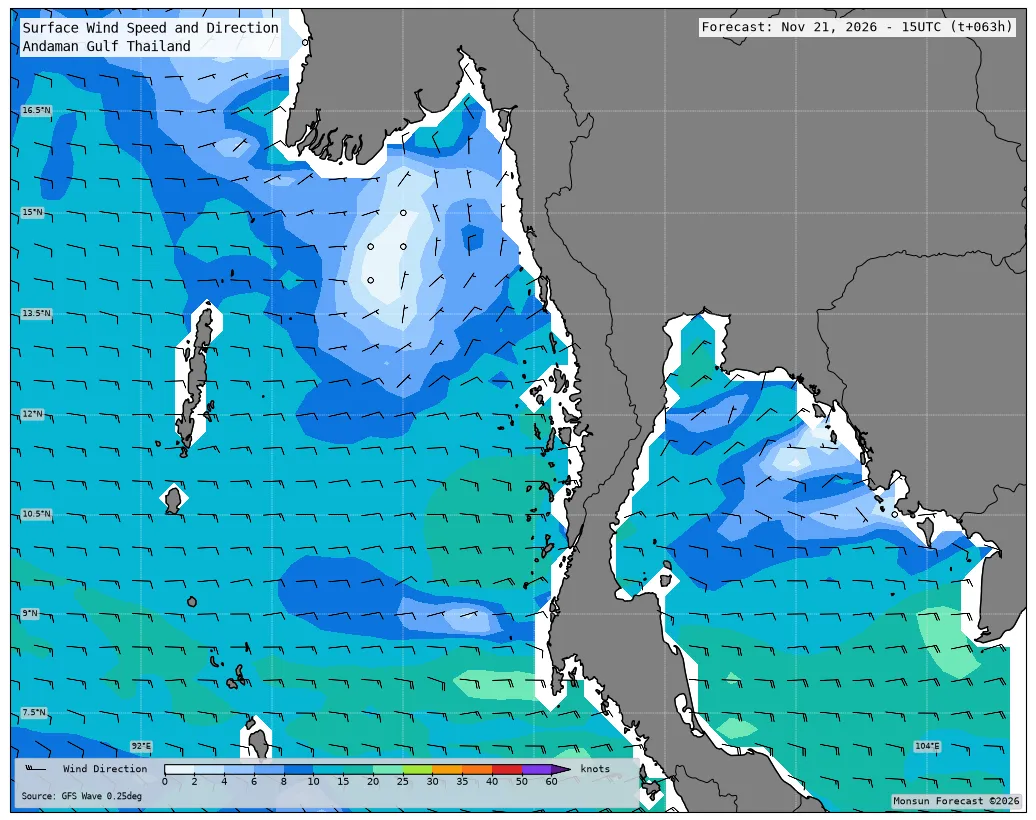 Surface Wind Speed and Direction
Andaman Gulf Thailand
Forecast: Nov 21, 2026 - 15UTC (t+063h)
16.5°N
15°N
13.5°N
12°N
10.5°N
9°N
7.5°N
92°E
104°E
Wind Direction
knots
0 2 4 6 8 10 15 20 25 30 35 40 50 60
Source: GFS Wave 0.25deg
Monsun Forecast ©2026